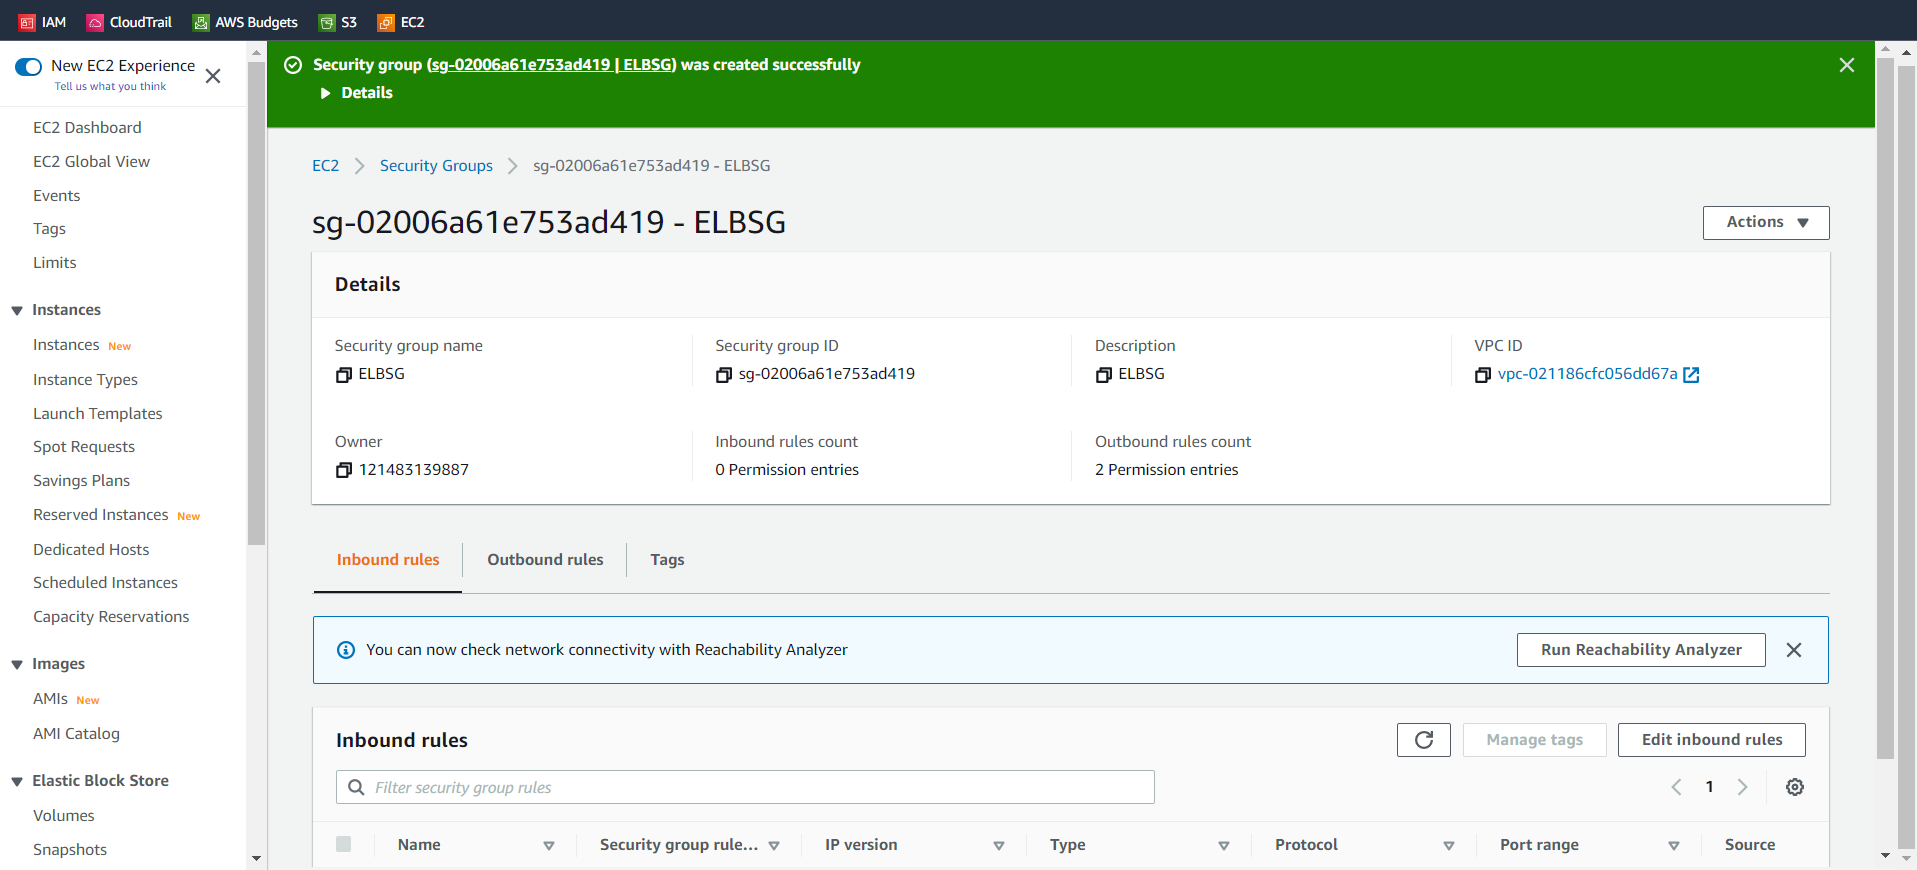 IAM CloudTrail AWS Budgets S3 EC2
New EC2 Experience
Tell us what you think
EC2 Dashboard
EC2 Global View
Events
Tags
Limits
Instances
Instances New
Instance Types
Launch Templates
Spot Requests
Savings Plans
Reserved Instances New
Dedicated Hosts
Scheduled Instances
Capacity Reservations
Images
AMIs New
AMI Catalog
Elastic Block Store
Volumes
Snapshots
Security group (sg-02006a61e753ad419 | ELBSG) was created successfully
Details
EC2 Security Groups sg-02006a61e753ad419 - ELBSG
sg-02006a61e753ad419 - ELBSG
Actions
Details
Security group name Security group ID Description VPC ID
ELBSG sg-02006a61e753ad419 ELBSG vpc-021186cfc056dd67a
Owner Inbound rules count Outbound rules count
121483139887 0 Permission entries 2 Permission entries
Inbound rules Outbound rules Tags
You can now check network connectivity with Reachability Analyzer Run Reachability Analyzer
Inbound rules Manage tags Edit inbound rules
Filter security group rules 1
Name Security group rule... IP version Type Protocol Port range Source